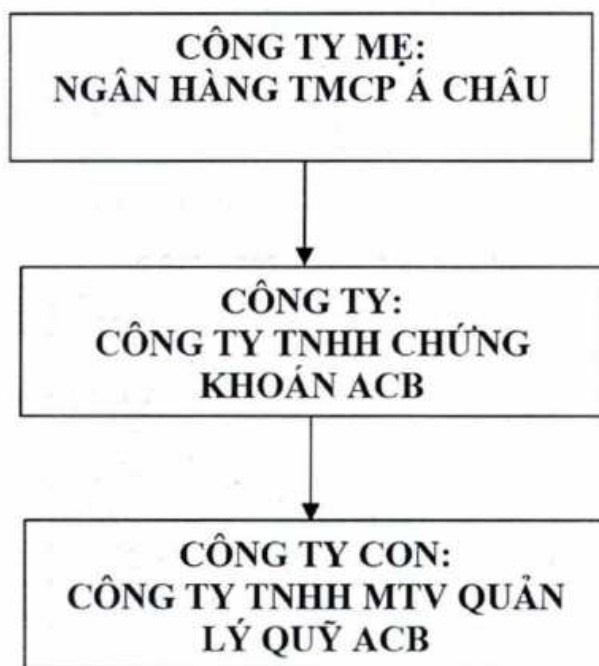 CÔNG TY MẸ:
NGÂN HÀNG TMCP Á CHÂU
CÔNG TY:
CÔNG TY TNHH CHỨNG
KHOÁN ACB
CÔNG TY CON:
CÔNG TY TNHH MTV QUẢN
LÝ QUỸ ACB